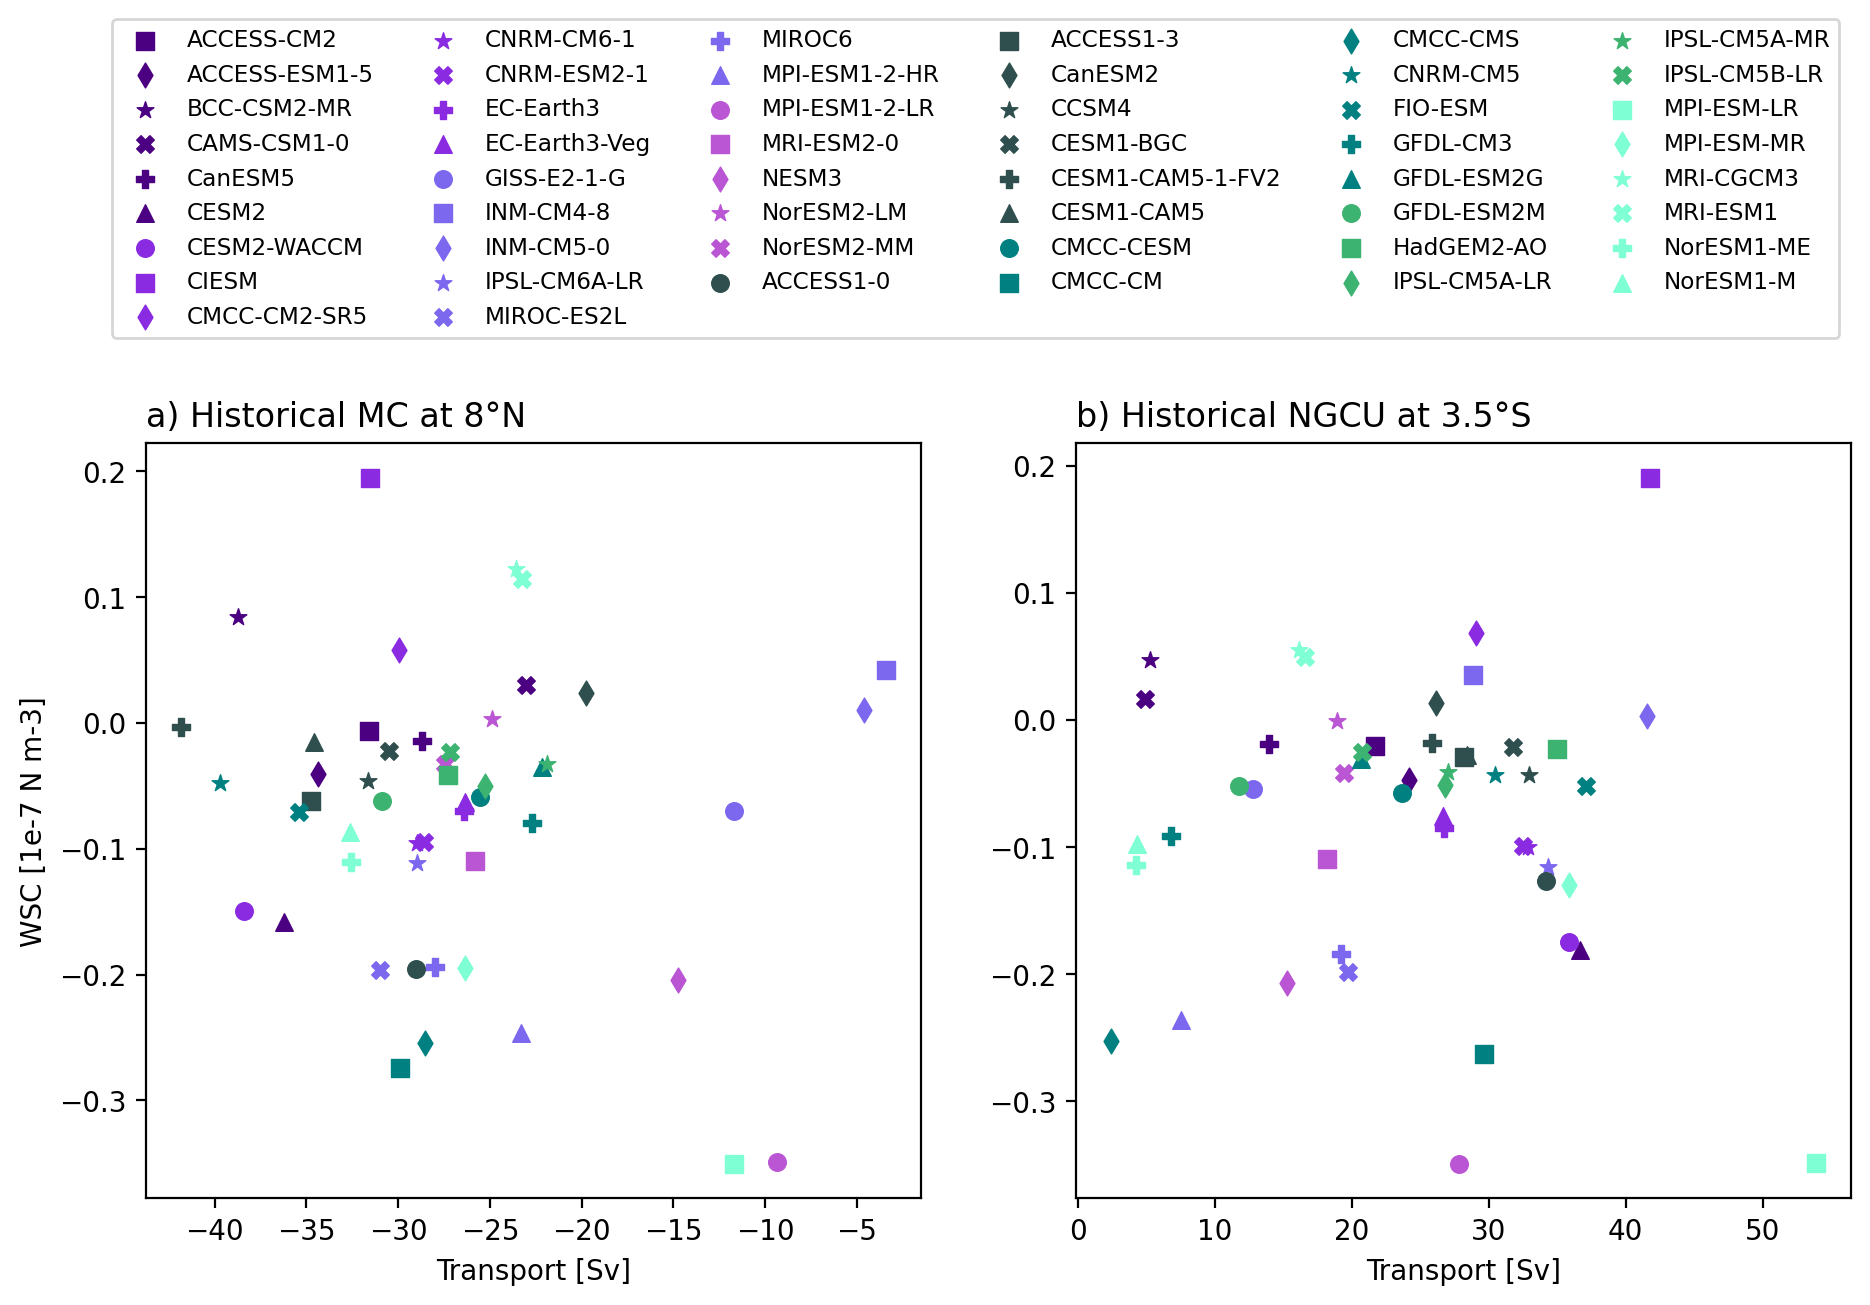 ACCESS-CM2
ACCESS-ESM1-5
BCC-CSM2-MR
CAMS-CSM1-0
CanESM5
CESM2
CESM2-WACCM
CIESM
CMCC-CM2-SR5
CNRM-CM6-1
CNRM-ESM2-1
EC-Earth3
EC-Earth3-Veg
GISS-E2-1-G
INM-CM4-8
INM-CM5-0
IPSL-CM6A-LR
MIROC-ES2L
MIROC6
MPI-ESM1-2-HR
MPI-ESM1-2-LR
MRI-ESM2-0
NESM3
NorESM2-LM
NorESM2-MM
ACCESS1-0
ACCESS1-3
CanESM2
CCSM4
CESM1-BGC
CESM1-CAM5-1-FV2
CESM1-CAM5
CMCC-CESM
CMCC-CM
CMCC-CMS
CNRM-CM5
FIO-ESM
GFDL-CM3
GFDL-ESM2G
GFDL-ESM2M
HadGEM2-AO
IPSL-CM5A-LR
IPSL-CM5A-MR
IPSL-CM5B-LR
MPI-ESM-LR
MPI-ESM-MR
MRI-CGCM3
MRI-ESM1
NorESM1-ME
NorESM1-M
a) Historical MC at 8°N
WSC [1e-7 N m-3]
0.2
0.1
0.0
−0.1
−0.2
−0.3
−40 −35 −30 −25 −20 −15 −10 −5
Transport [Sv]
b) Historical NGCU at 3.5°S
0.2
0.1
0.0
−0.1
−0.2
−0.3
0 10 20 30 40 50
Transport [Sv]